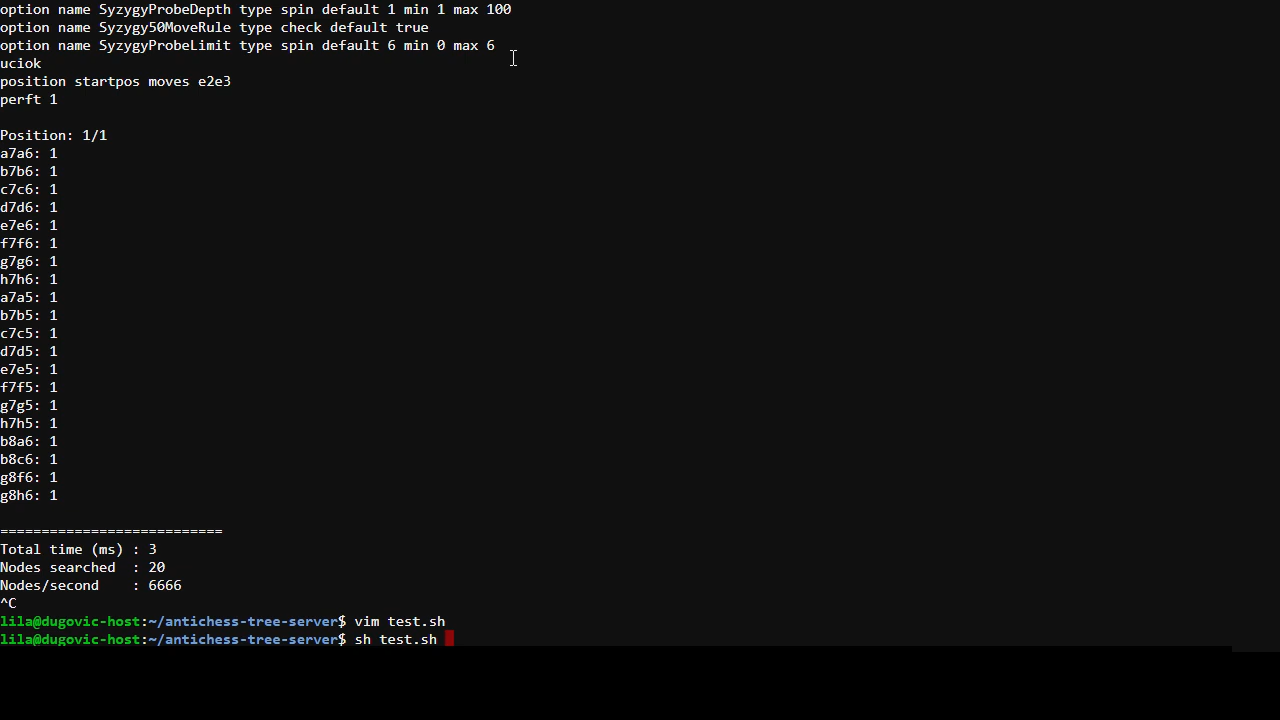 option name SyzygyProbeDepth type spin default 1 min 1 max 100
option name Syzygy50MoveRule type check default true
option name SyzygyProbeLimit type spin default 6 min 0 max 6
uciok
position startpos moves e2e3
perft 1
Position: 1/1
a7a6: 1
b7b6: 1
c7c6: 1
d7d6: 1
e7e6: 1
f7f6: 1
g7g6: 1
h7h6: 1
a7a5: 1
b7b5: 1
c7c5: 1
d7d5: 1
e7e5: 1
f7f5: 1
g7g5: 1
h7h5: 1
b8a6: 1
b8c6: 1
g8f6: 1
g8h6: 1
===========================
Total time (ms) : 3
Nodes searched  : 20
Nodes/second    : 6666
^C
lila@dugovic-host:~/antichess-tree-server$ vim test.sh
lila@dugovic-host:~/antichess-tree-server$ sh test.sh